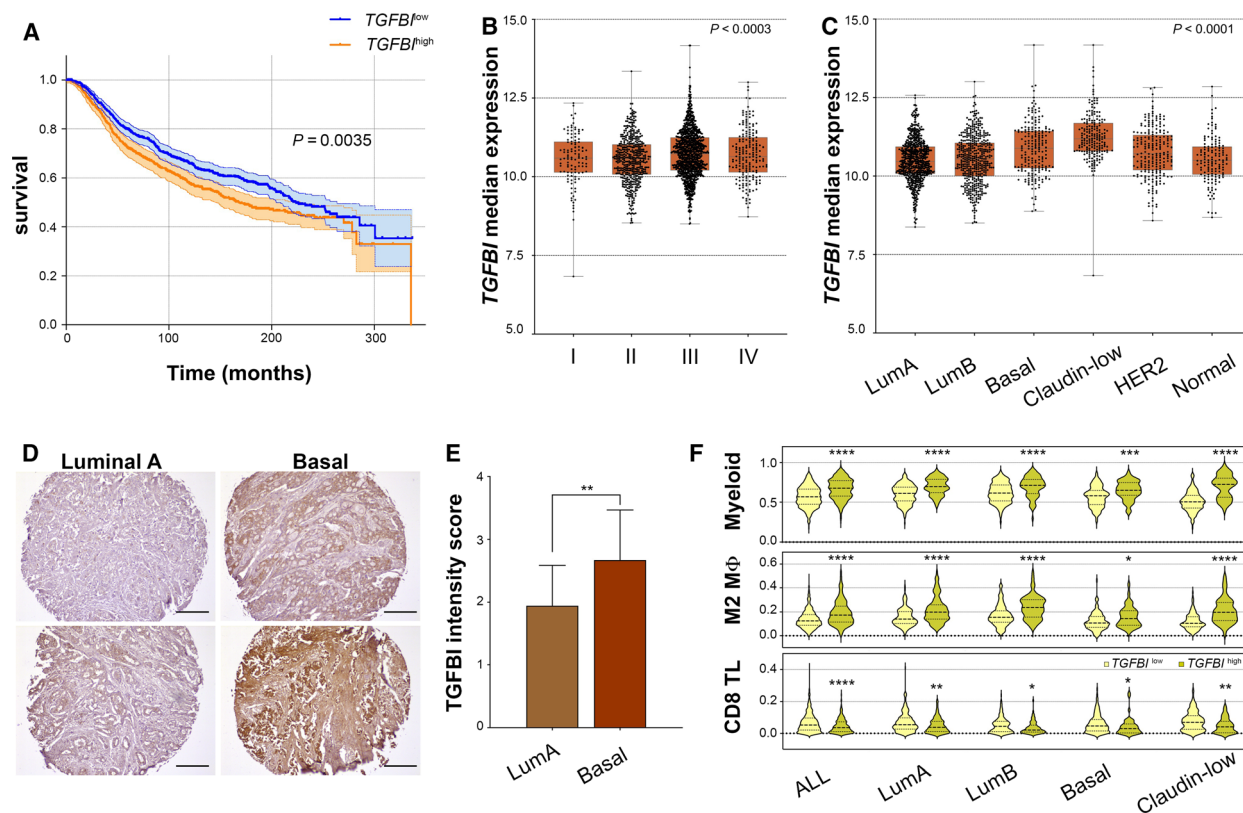 A
TGFBI^low
TGFBI^high
survival
1.0
0.8
0.6
0.4
0.2
0.0
P = 0.0035
0
100
200
300
Time (months)
B
TGFBI median expression
15.0
12.5
10.0
7.5
5.0
P < 0.0003
I
II
III
IV
C
TGFBI median expression
15.0
12.5
10.0
7.5
5.0
P < 0.0001
LumA
LumB
Basal
Claudin-low
HER2
Normal
D
Luminal A
Basal
E
TGFBI intensity score
4
3
2
1
0
**
LumA
Basal
F
Myeloid
1.0
0.5
0.0
**** **** **** *** ****
M2 MΦ
0.6
0.4
0.2
0.0
**** **** **** * ****
CD8 TL
0.4
0.2
0.0
TGFBI low TGFBI high
**** ** * * **
ALL
LumA
LumB
Basal
Claudin-low